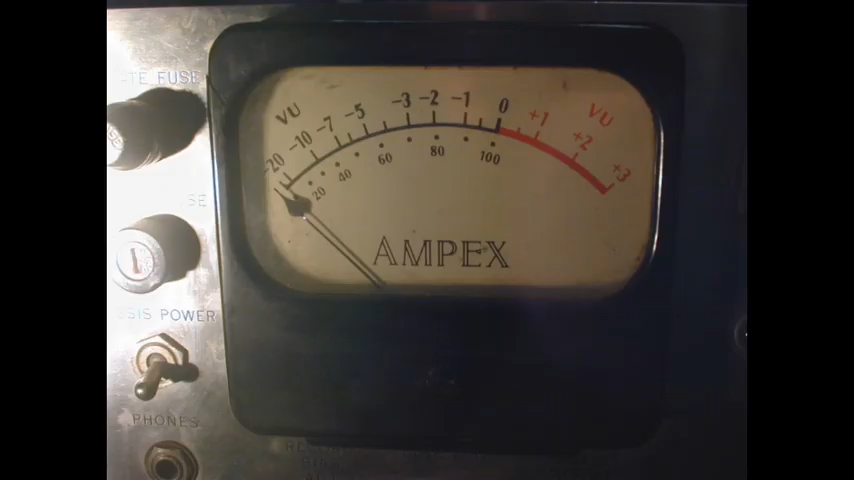 TE FUSE
SE
ESIS POWER
PHONES
VU
-20 -10 -7 -5 -3 -2 -1 0 +1 +2 +3
VU
20 40 60 80 100
AMPEX